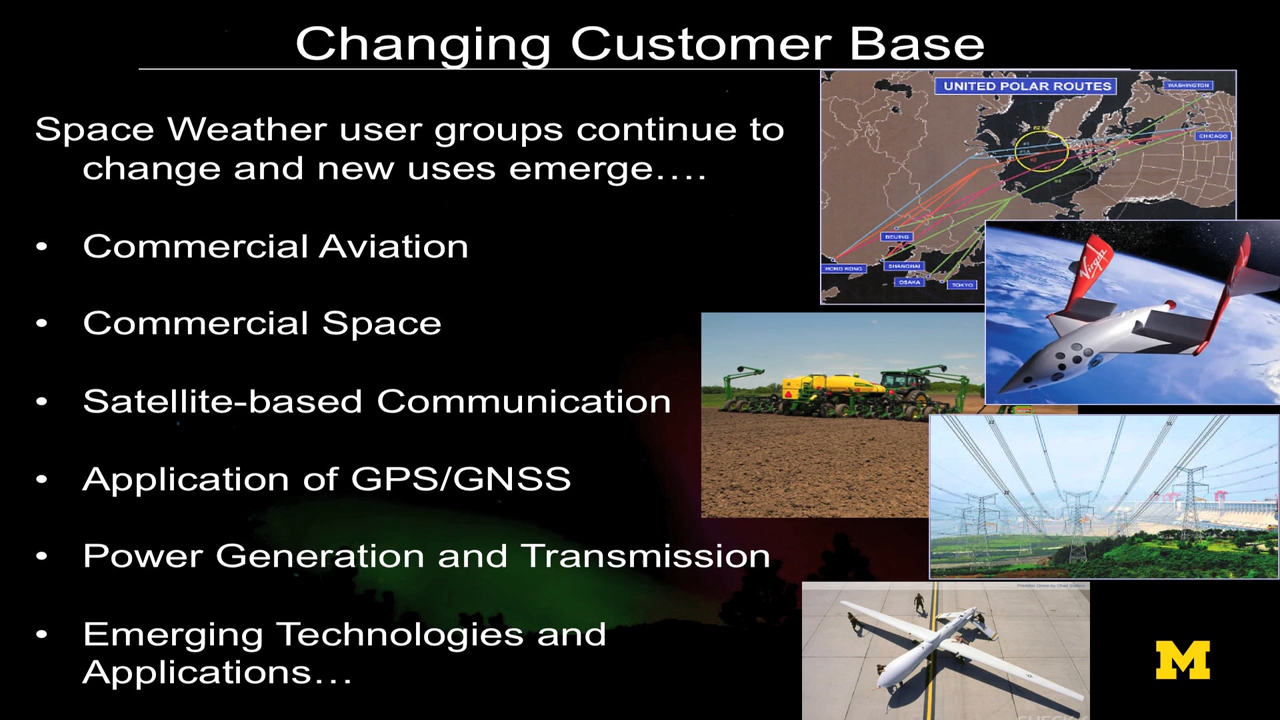 Changing Customer Base
Space Weather user groups continue to
change and new uses emerge….
• Commercial Aviation
• Commercial Space
• Satellite-based Communication
• Application of GPS/GNSS
• Power Generation and Transmission
• Emerging Technologies and
Applications…
UNITED POLAR ROUTES
WASHINGTON
CHICAGO
BEIJING
HONG KONG
SHANGHAI
OSAKA
TOKYO
Virgin
M